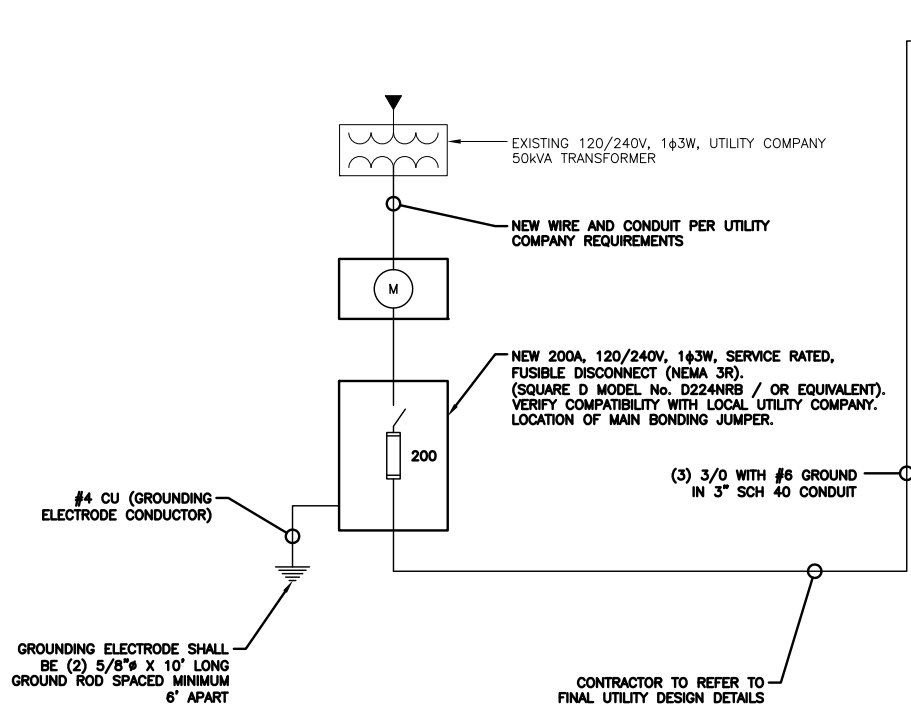 EXISTING 120/240V, 1ϕ3W, UTILITY COMPANY
50kVA TRANSFORMER
NEW WIRE AND CONDUIT PER UTILITY
COMPANY REQUIREMENTS
M
NEW 200A, 120/240V, 1ϕ3W, SERVICE RATED,
FUSIBLE DISCONNECT (NEMA 3R).
(SQUARE D MODEL No. D224NRB / OR EQUIVALENT).
VERIFY COMPATIBILITY WITH LOCAL UTILITY COMPANY.
LOCATION OF MAIN BONDING JUMPER.
200
(3) 3/0 WITH #6 GROUND
IN 3" SCH 40 CONDUIT
#4 CU (GROUNDING
ELECTRODE CONDUCTOR)
GROUNDING ELECTRODE SHALL
BE (2) 5/8"ø X 10' LONG
GROUND ROD SPACED MINIMUM
6' APART
CONTRACTOR TO REFER TO
FINAL UTILITY DESIGN DETAILS